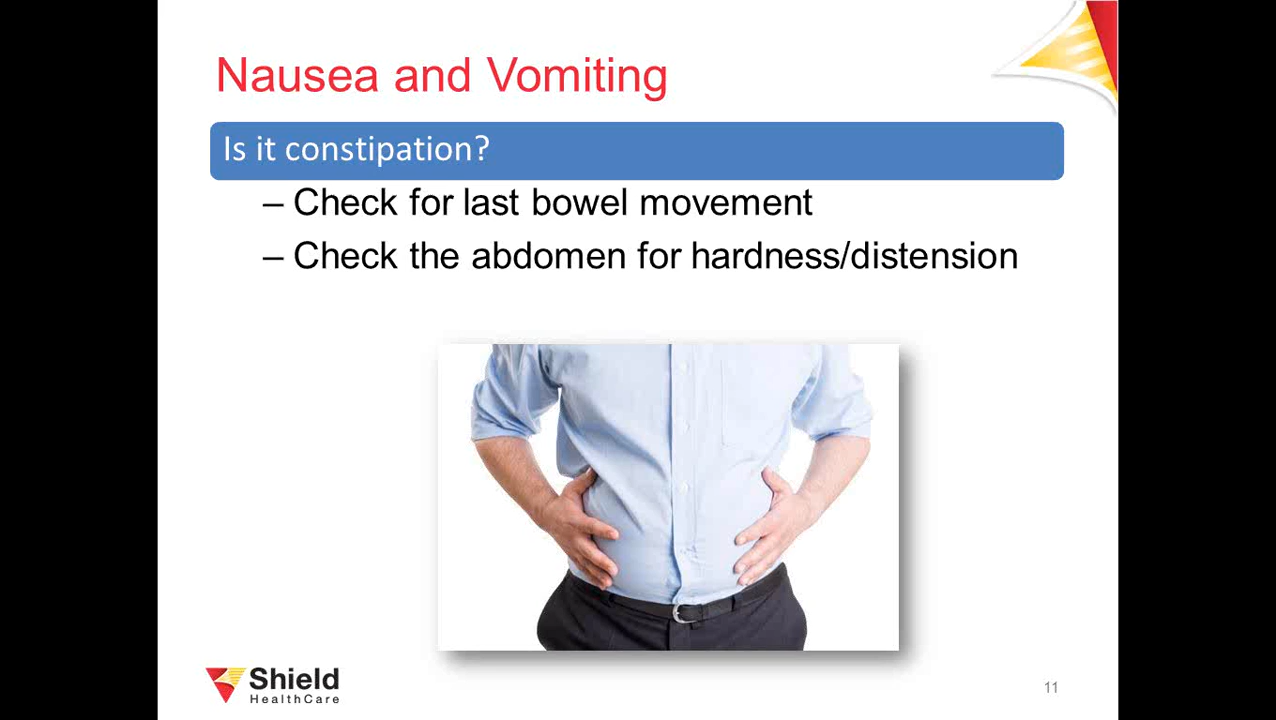 Nausea and Vomiting
Is it constipation?
– Check for last bowel movement
– Check the abdomen for hardness/distension
Shield
HealthCare
11